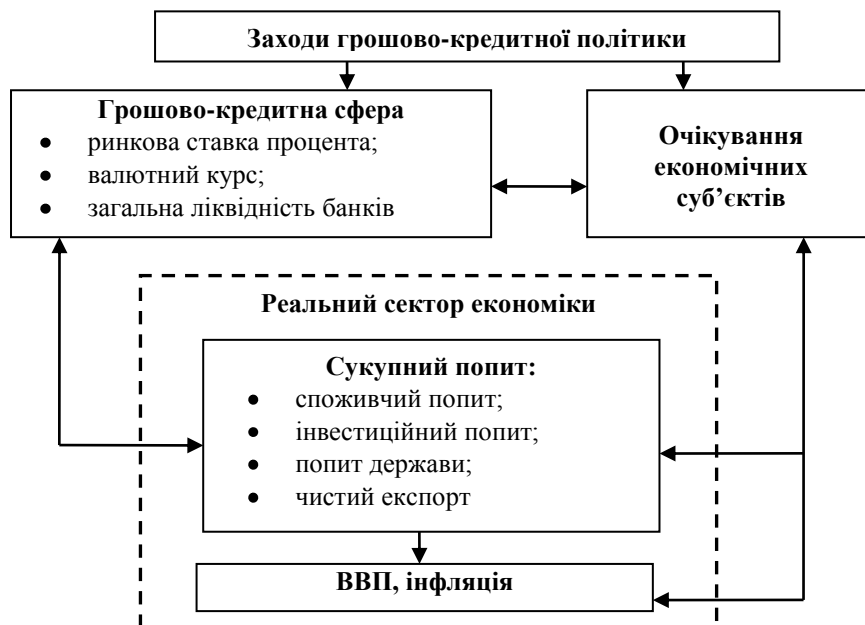 Заходи грошово-кредитної політики
Грошово-кредитна сфера
● ринкова ставка процента;
● валютний курс;
● загальна ліквідність банків
Очікування
економічних
суб’єктів
Реальний сектор економіки
Сукупний попит:
● споживчий попит;
● інвестиційний попит;
● попит держави;
● чистий експорт
ВВП, інфляція